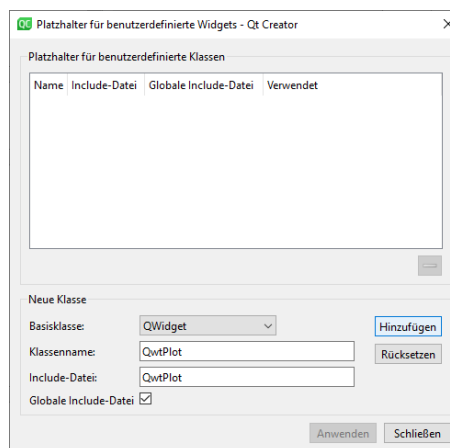 QC Platzhalter für benutzerdefinierte Widgets - Qt Creator
Platzhalter für benutzerdefinierte Klassen
Name Include-Datei Globale Include-Datei Verwendet
Neue Klasse
Basisklasse: QWidget Hinzufügen
Klassenname: QwtPlot Rücksetzen
Include-Datei: QwtPlot
Globale Include-Datei
Anwenden Schließen